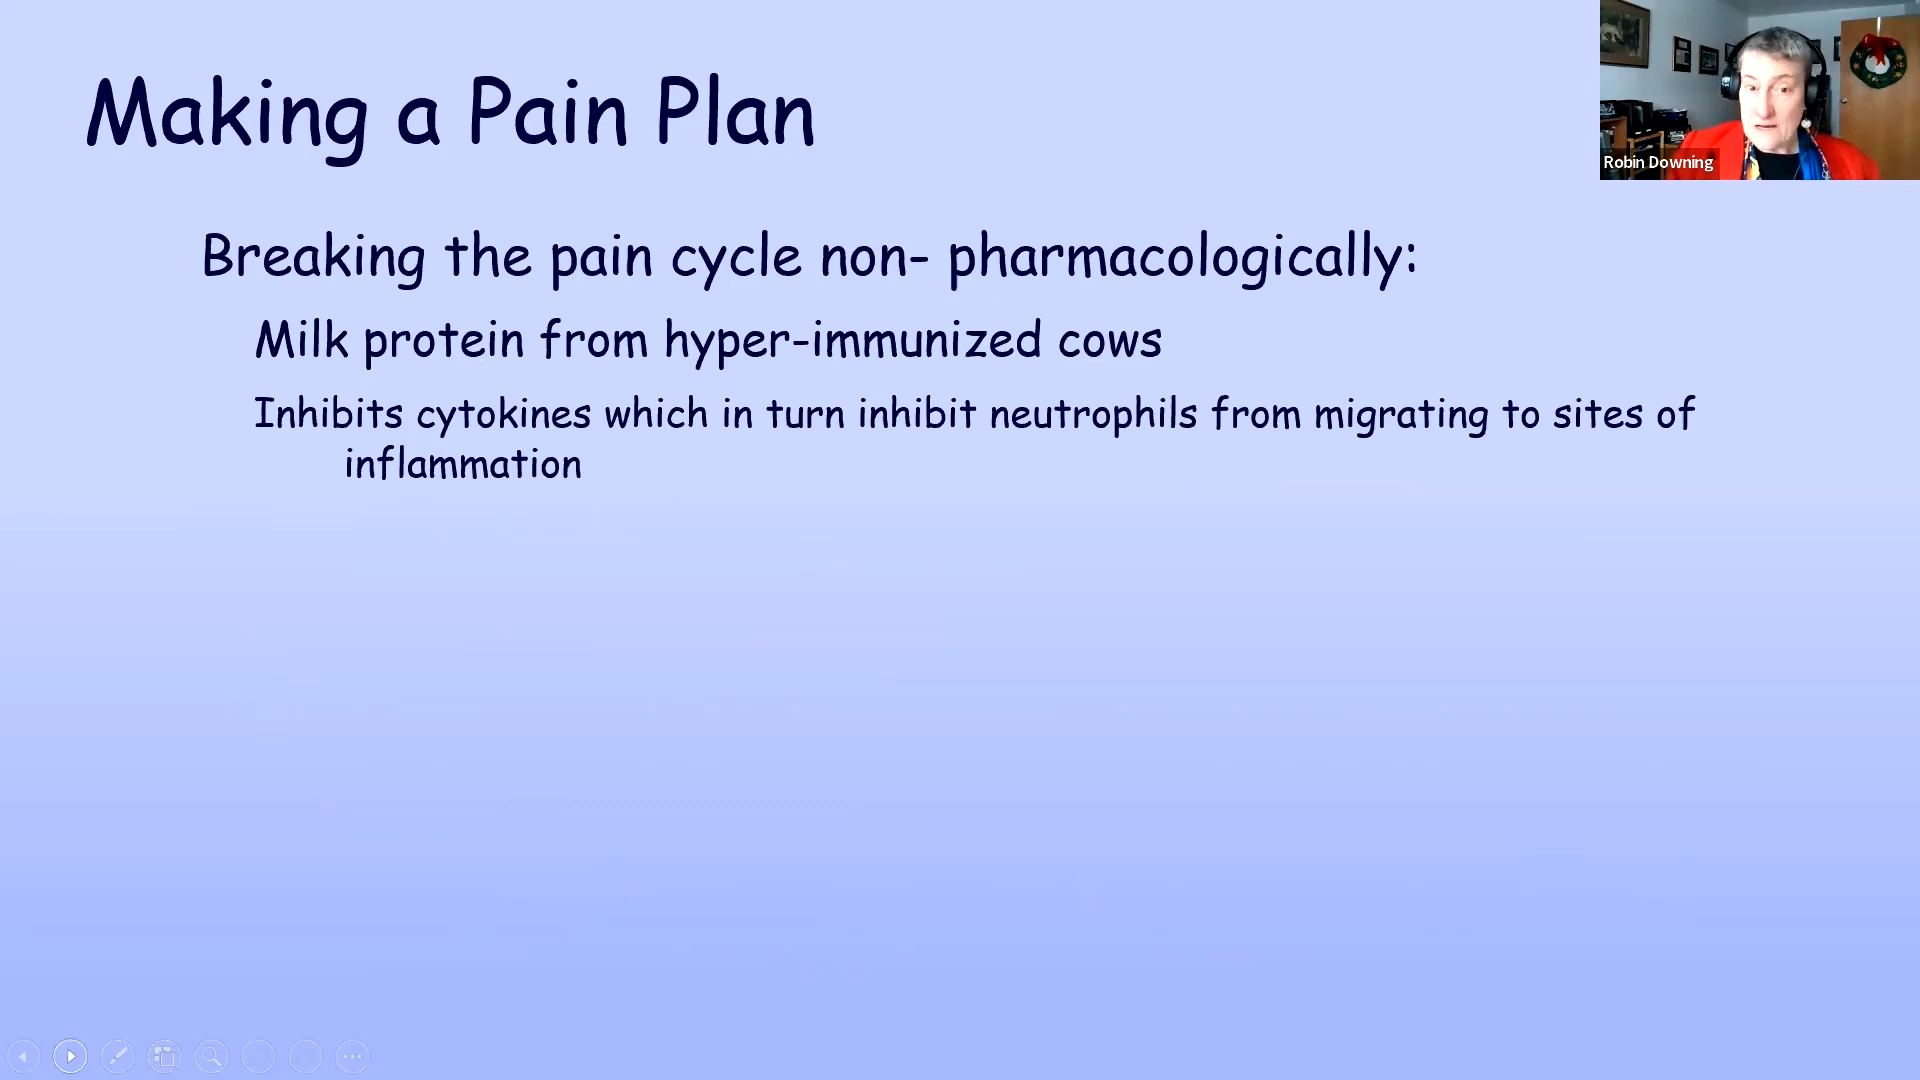 Making a Pain Plan
Robin Downing
Breaking the pain cycle non- pharmacologically:
Milk protein from hyper-immunized cows
Inhibits cytokines which in turn inhibit neutrophils from migrating to sites of
inflammation